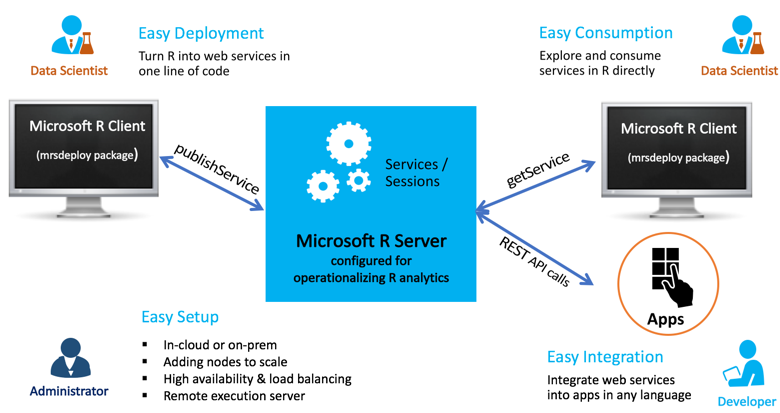 Easy Deployment
Turn R into web services in
one line of code
Data Scientist
Microsoft R Client
(mrsdeploy package)
publishService
Services /
Sessions
Microsoft R Server
configured for
operationalizing R analytics
Easy Consumption
Explore and consume
services in R directly
Data Scientist
Microsoft R Client
(mrsdeploy package)
getService
REST API calls
Apps
Easy Setup
▪ In-cloud or on-prem
▪ Adding nodes to scale
▪ High availability & load balancing
▪ Remote execution server
Administrator
Easy Integration
Integrate web services
into apps in any language
Developer